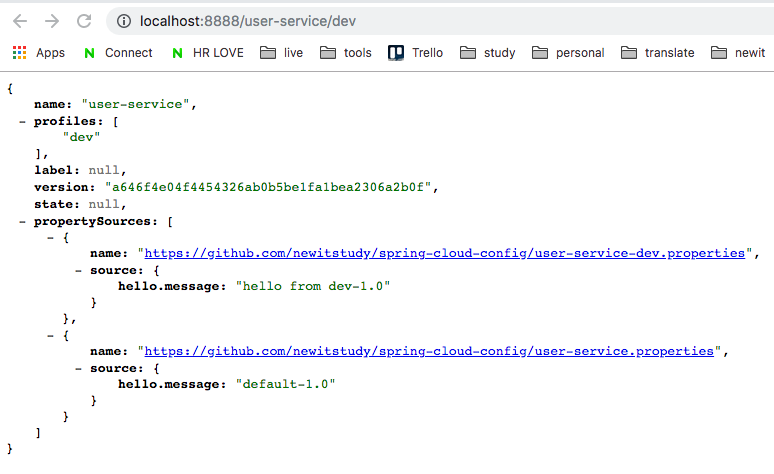 localhost:8888/user-service/dev
Apps N Connect N HR LOVE live tools Trello study personal translate newit
{
name: "user-service",
– profiles: [
"dev"
],
label: null,
version: "a646f4e04f4454326ab0b5be1fa1bea2306a2b0f",
state: null,
– propertySources: [
– {
name: "https://github.com/newitstudy/spring-cloud-config/user-service-dev.properties",
– source: {
hello.message: "hello from dev-1.0"
}
},
– {
name: "https://github.com/newitstudy/spring-cloud-config/user-service.properties",
– source: {
hello.message: "default-1.0"
}
}
]
}